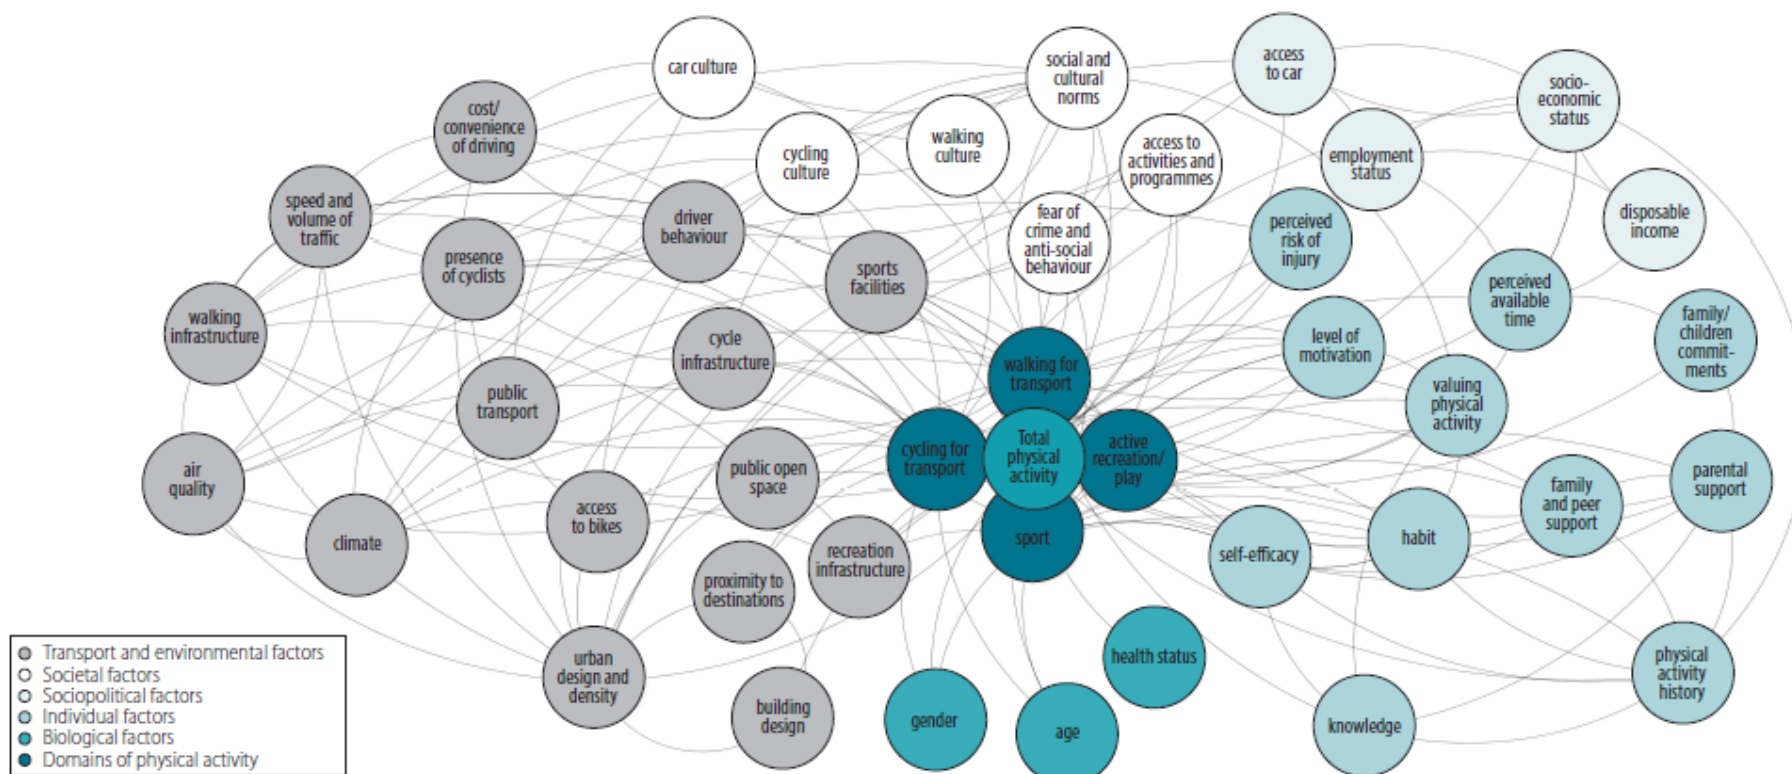 car culture
social and
cultural
norms
access
to car
socio-
economic
status
cost/
convenience
of driving
cycling
culture
walking
culture
access to
activities and
programmes
employment
status
speed and
volume of
traffic
driver
behaviour
fear of
crime and
anti-social
behaviour
perceived
risk of
injury
disposable
income
presence
of cyclists
sports
facilities
perceived
available
time
walking
infrastructure
cycle
infrastructure
level of
motivation
family/
children
commit-
ments
walking for
transport
public
transport
valuing
physical
activity
air
quality
public open
space
cycling for
transport
Total
physical
activity
active
recreation/
play
parental
support
access
to bikes
family
and peer
support
climate
sport
habit
self-efficacy
recreation
infrastructure
proximity to
destinations
urban
design and
density
health status
physical
activity
history
building
design
gender
age
knowledge
Transport and environmental factors
Societal factors
Sociopolitical factors
Individual factors
Biological factors
Domains of physical activity